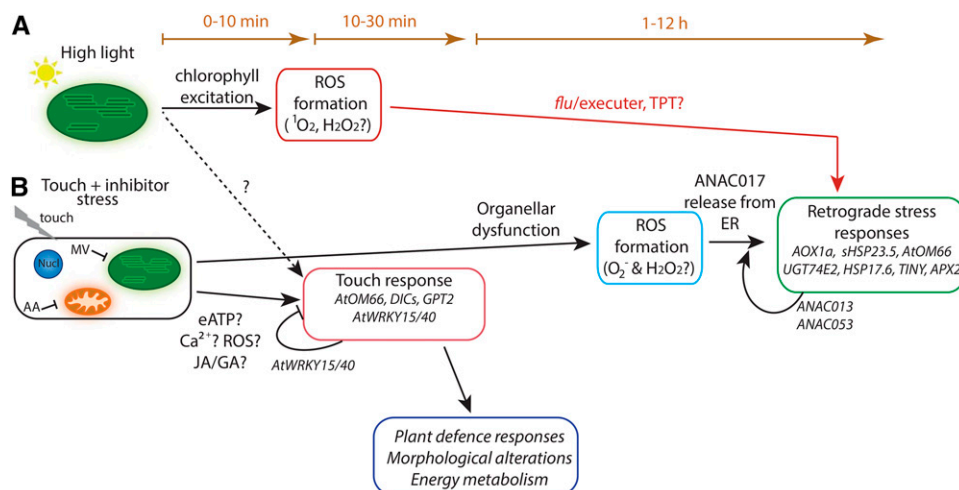 A
0-10 min
10-30 min
1-12 h
High light
chlorophyll
excitation
ROS
formation
(¹O₂, H₂O₂?)
flu/executer, TPT?
?
B
Touch + inhibitor
stress
touch
MV
Nucl
AA
Organellar
dysfunction
ROS
formation
(O₂⁻ & H₂O₂?)
ANAC017
release from
ER
Retrograde stress
responses
AOX1a, sHSP23.5, AtOM66
UGT74E2, HSP17.6, TINY, APX2
ANAC013
ANAC053
Touch response
AtOM66, DICs, GPT2
AtWRKY15/40
eATP?
Ca²⁺? ROS?
JA/GA?
AtWRKY15/40
Plant defence responses
Morphological alterations
Energy metabolism